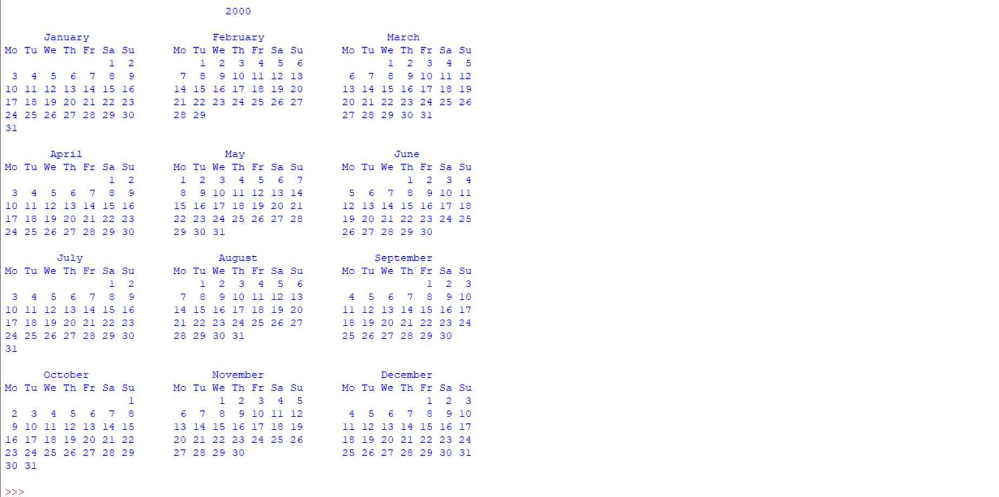 2000

      January                   February                   March
Mo Tu We Th Fr Sa Su      Mo Tu We Th Fr Sa Su      Mo Tu We Th Fr Sa Su
                1  2          1  2  3  4  5  6             1  2  3  4  5
 3  4  5  6  7  8  9       7  8  9 10 11 12 13       6  7  8  9 10 11 12
10 11 12 13 14 15 16      14 15 16 17 18 19 20      13 14 15 16 17 18 19
17 18 19 20 21 22 23      21 22 23 24 25 26 27      20 21 22 23 24 25 26
24 25 26 27 28 29 30      28 29                     27 28 29 30 31
31

       April                      May                       June
Mo Tu We Th Fr Sa Su      Mo Tu We Th Fr Sa Su      Mo Tu We Th Fr Sa Su
                1  2       1  2  3  4  5  6  7                1  2  3  4
 3  4  5  6  7  8  9       8  9 10 11 12 13 14       5  6  7  8  9 10 11
10 11 12 13 14 15 16      15 16 17 18 19 20 21      12 13 14 15 16 17 18
17 18 19 20 21 22 23      22 23 24 25 26 27 28      19 20 21 22 23 24 25
24 25 26 27 28 29 30      29 30 31                  26 27 28 29 30

        July                     August                  September
Mo Tu We Th Fr Sa Su      Mo Tu We Th Fr Sa Su      Mo Tu We Th Fr Sa Su
                1  2          1  2  3  4  5  6                   1  2  3
 3  4  5  6  7  8  9       7  8  9 10 11 12 13       4  5  6  7  8  9 10
10 11 12 13 14 15 16      14 15 16 17 18 19 20      11 12 13 14 15 16 17
17 18 19 20 21 22 23      21 22 23 24 25 26 27      18 19 20 21 22 23 24
24 25 26 27 28 29 30      28 29 30 31               25 26 27 28 29 30
31

      October                   November                  December
Mo Tu We Th Fr Sa Su      Mo Tu We Th Fr Sa Su      Mo Tu We Th Fr Sa Su
                   1             1  2  3  4  5                   1  2  3
 2  3  4  5  6  7  8       6  7  8  9 10 11 12       4  5  6  7  8  9 10
 9 10 11 12 13 14 15      13 14 15 16 17 18 19      11 12 13 14 15 16 17
16 17 18 19 20 21 22      20 21 22 23 24 25 26      18 19 20 21 22 23 24
23 24 25 26 27 28 29      27 28 29 30               25 26 27 28 29 30 31
30 31

>>>